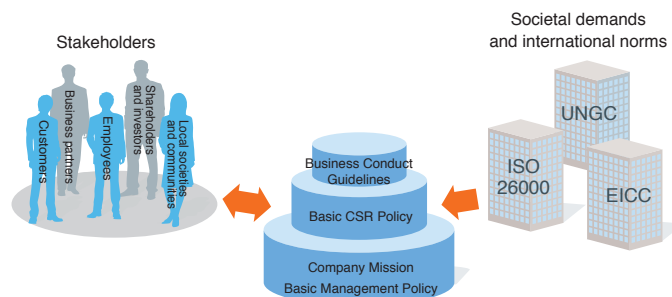 Stakeholders
Customers
Business partners
Employees
Shareholders
and investors
Local societies
and communities
Business Conduct
Guidelines
Basic CSR Policy
Company Mission
Basic Management Policy
Societal demands
and international norms
UNGC
ISO
26000
EICC